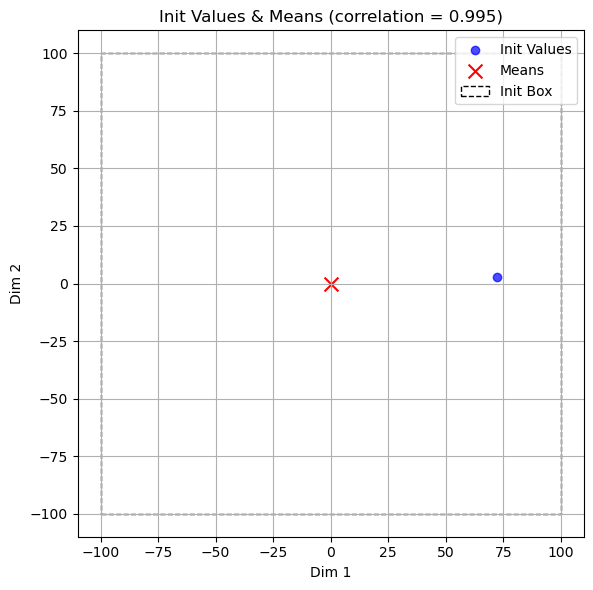 Init Values & Means (correlation = 0.995)
Init Values
Means
Init Box
100
75
50
25
0
−25
−50
−75
−100
Dim 2
−100 −75 −50 −25 0 25 50 75 100
Dim 1